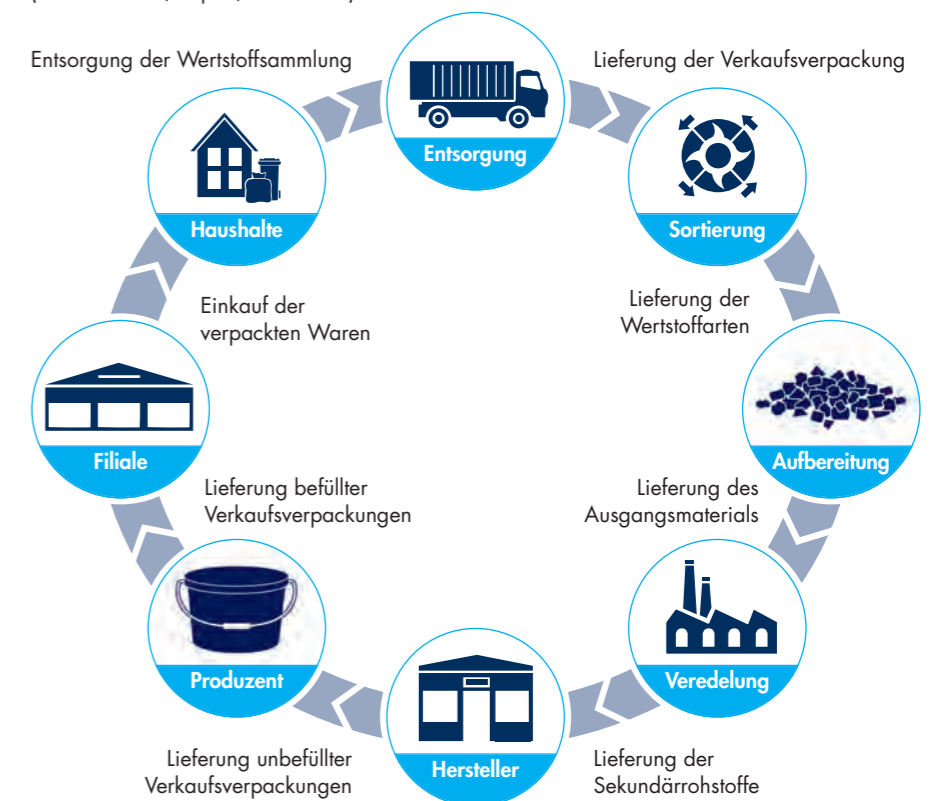 Entsorgung der Wertstoffsammlung
Lieferung der Verkaufsverpackung
Entsorgung
Haushalte
Sortierung
Einkauf der
verpackten Waren
Lieferung der
Wertstoffarten
Filiale
Aufbereitung
Lieferung befüllter
Verkaufsverpackungen
Lieferung des
Ausgangsmaterials
Produzent
Veredelung
Hersteller
Lieferung unbefüllter
Verkaufsverpackungen
Lieferung der
Sekundärrohstoffe